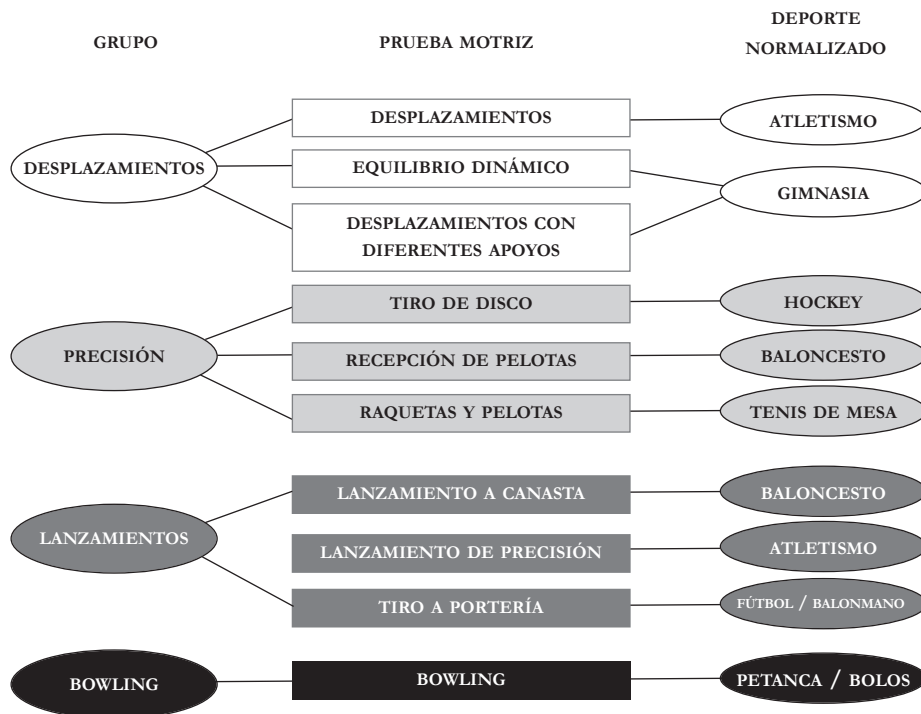 GRUPO
PRUEBA MOTRIZ
DEPORTE
NORMALIZADO
DESPLAZAMIENTOS
DESPLAZAMIENTOS
ATLETISMO
EQUILIBRIO DINÁMICO
GIMNASIA
DESPLAZAMIENTOS CON
DIFERENTES APOYOS
PRECISIÓN
TIRO DE DISCO
HOCKEY
RECEPCIÓN DE PELOTAS
BALONCESTO
RAQUETAS Y PELOTAS
TENIS DE MESA
LANZAMIENTOS
LANZAMIENTO A CANASTA
BALONCESTO
LANZAMIENTO DE PRECISIÓN
ATLETISMO
TIRO A PORTERÍA
FÚTBOL / BALONMANO
BOWLING
BOWLING
PETANCA / BOLOS